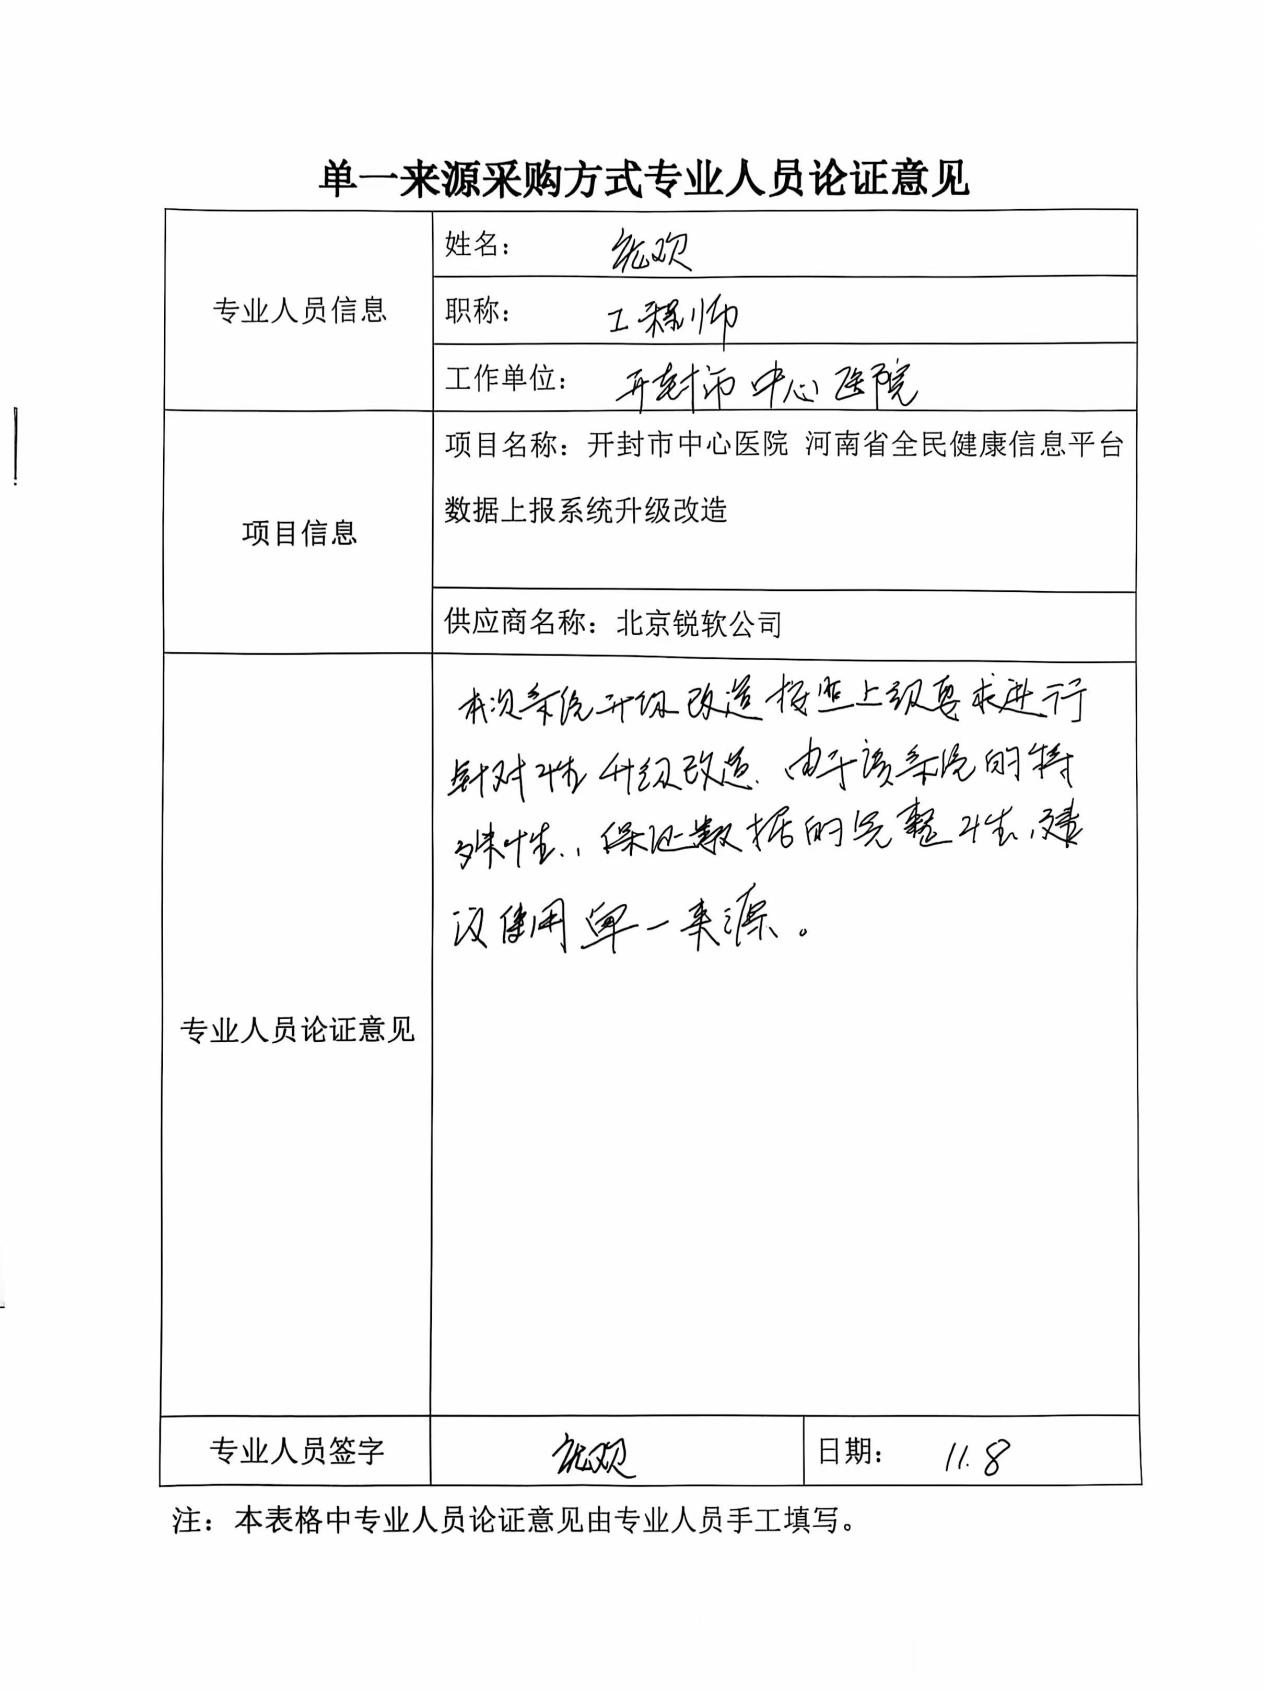 单一来源采购方式专业人员论证意见
专业人员信息
姓名： 欢
职称： 工程师
工作单位： 开封市中心医院
项目信息
项目名称：开封市中心医院 河南省全民健康信息平台
数据上报系统升级改造
供应商名称：北京锐软公司
专业人员论证意见
本次系统升级改造按照上级要求进行
针对性升级改造.由于该系统的特
殊性，保证数据的完整性，建
议使用单一来源。
专业人员签字 欢
日期： 11.8
注：本表格中专业人员论证意见由专业人员手工填写。